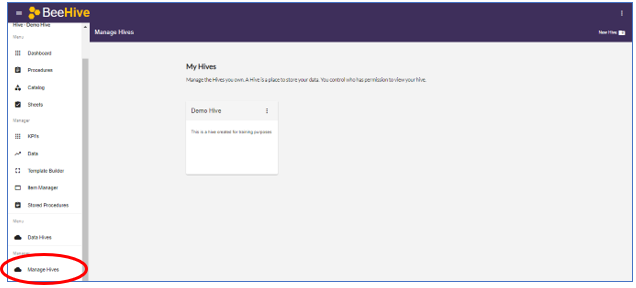 BeeHive
Hive - Demo Hive
Menu
Manage Hives
New Hive
Dashboard
Procedures
Catalog
Sheets
Manager
KPI's
Data
Template Builder
Item Manager
Stored Procedures
Menu
Data Hives
Manager
Manage Hives
My Hives
Manage the Hives you own. A Hive is a place to store your data. You control who has permission to view your hive.
Demo Hive
This is a hive created for training purposes